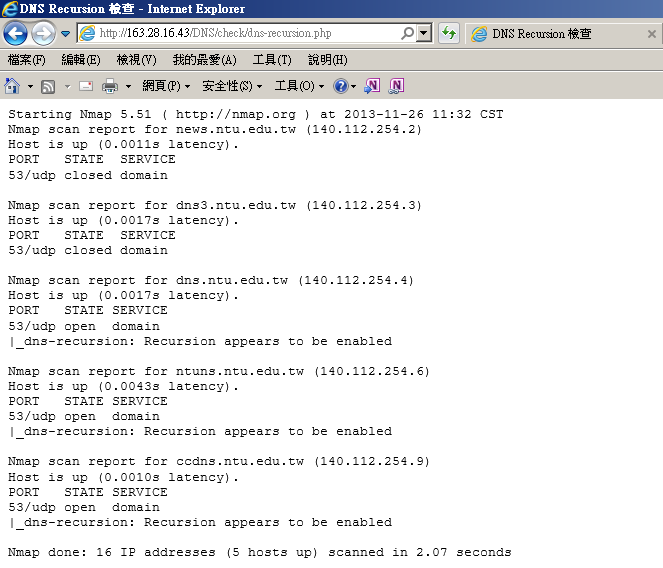 DNS Recursion 檢查 - Internet Explorer
http://163.28.16.43/DNS/check/dns-recursion.php
DNS Recursion 檢查
檔案(F) 編輯(E) 檢視(V) 我的最愛(A) 工具(T) 說明(H)
網頁(P) 安全性(S) 工具(O)
Starting Nmap 5.51 ( http://nmap.org ) at 2013-11-26 11:32 CST
Nmap scan report for news.ntu.edu.tw (140.112.254.2)
Host is up (0.0011s latency).
PORT   STATE  SERVICE
53/udp closed domain
Nmap scan report for dns3.ntu.edu.tw (140.112.254.3)
Host is up (0.0017s latency).
PORT   STATE  SERVICE
53/udp closed domain
Nmap scan report for dns.ntu.edu.tw (140.112.254.4)
Host is up (0.0017s latency).
PORT   STATE SERVICE
53/udp open  domain
|_dns-recursion: Recursion appears to be enabled
Nmap scan report for ntuns.ntu.edu.tw (140.112.254.6)
Host is up (0.0043s latency).
PORT   STATE SERVICE
53/udp open  domain
|_dns-recursion: Recursion appears to be enabled
Nmap scan report for ccdns.ntu.edu.tw (140.112.254.9)
Host is up (0.0010s latency).
PORT   STATE SERVICE
53/udp open  domain
|_dns-recursion: Recursion appears to be enabled
Nmap done: 16 IP addresses (5 hosts up) scanned in 2.07 seconds